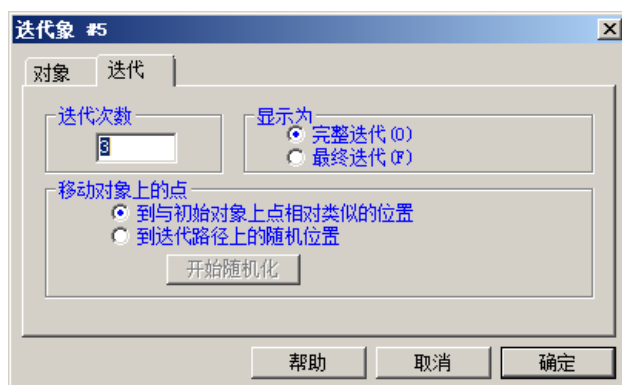 迭代象 #5
对象 迭代
迭代次数
3
显示为
完整迭代(O)
最终迭代(F)
移动对象上的点
到与初始对象上点相对类似的位置
到迭代路径上的随机位置
开始随机化
帮助 取消 确定